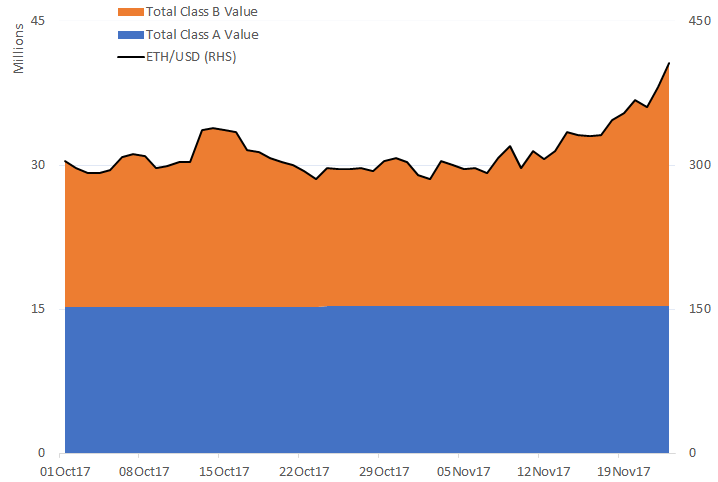 Total Class B Value
Total Class A Value
ETH/USD (RHS)
Millions
45
30
15
0
450
300
150
0
01Oct17 08Oct17 15Oct17 22Oct17 29Oct17 05Nov17 12Nov17 19Nov17